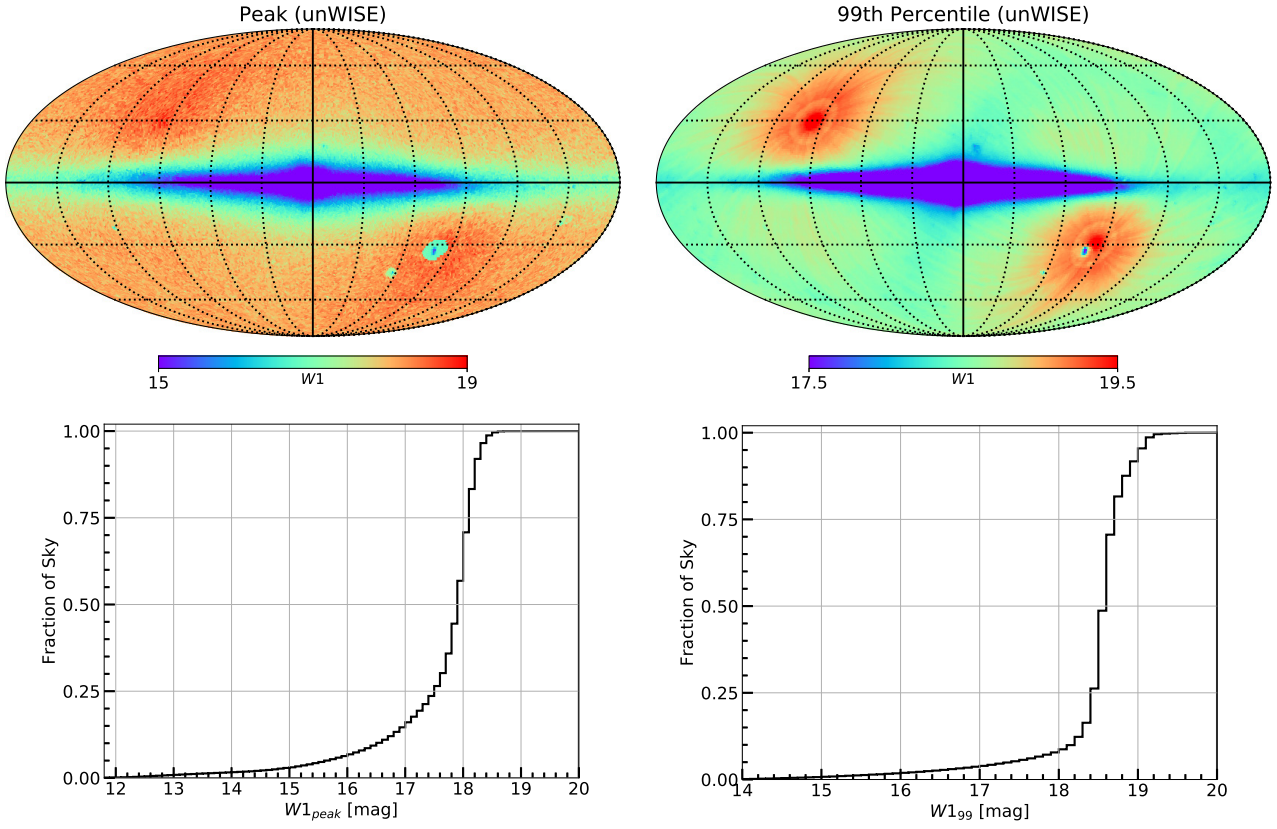 Peak (unWISE)
99th Percentile (unWISE)
15 W1 19
17.5 W1 19.5
1.00
0.75
0.50
0.25
0.00
Fraction of Sky
12 13 14 15 16 17 18 19 20
W1peak [mag]
1.00
0.75
0.50
0.25
0.00
Fraction of Sky
14 15 16 17 18 19 20
W199 [mag]